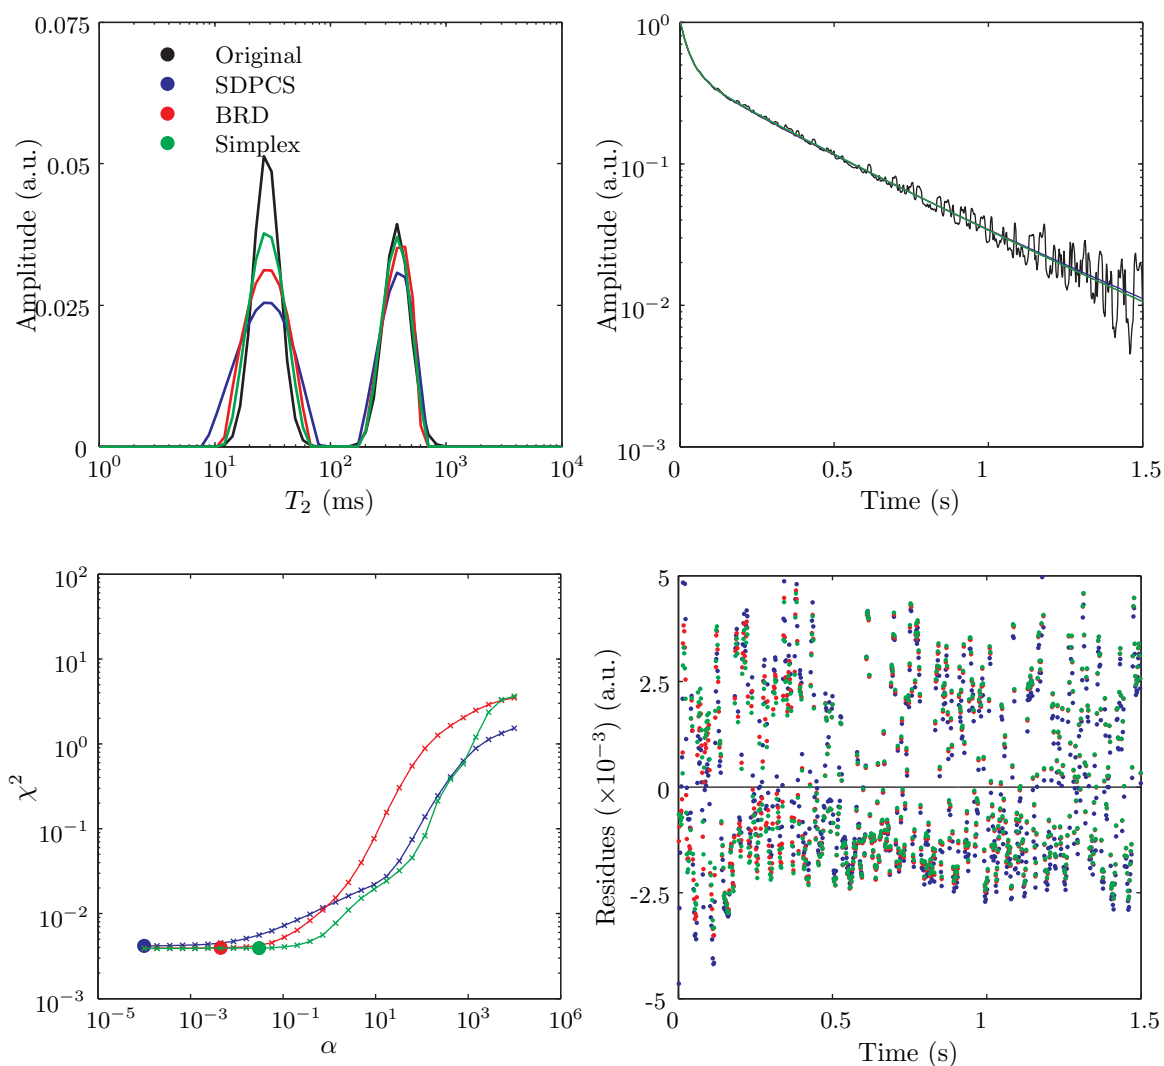 0.075
0.05
0.025
0
Amplitude (a.u.)
Original
SDPCS
BRD
Simplex
10^0 10^1 10^2 10^3 10^4
T_2 (ms)
10^0
10^-1
10^-2
10^-3
Amplitude (a.u.)
0 0.5 1 1.5
Time (s)
10^2
10^1
10^0
10^-1
10^-2
10^-3
χ^2
10^-5 10^-3 10^-1 10^1 10^3 10^6
α
5
2.5
0
-2.5
-5
Residues (×10^-3) (a.u.)
0 0.5 1 1.5
Time (s)